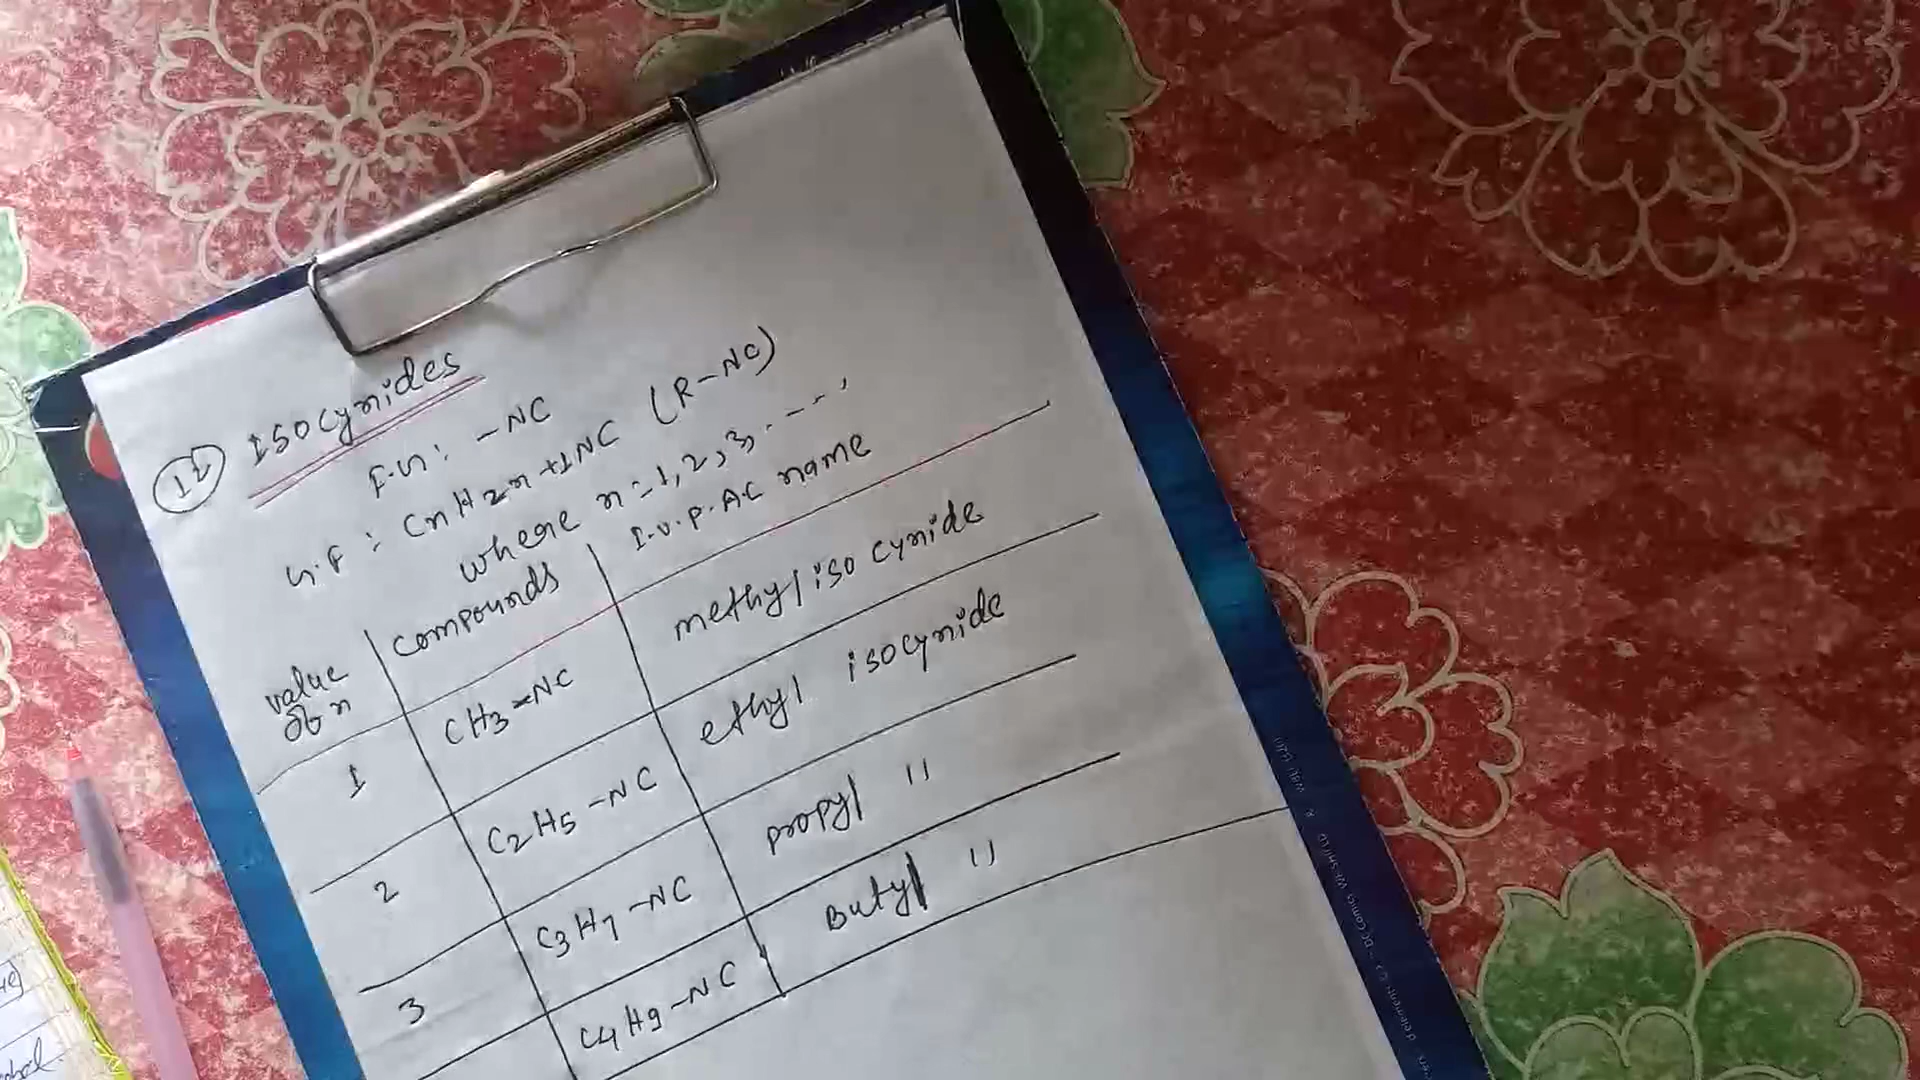 12 Isocynides
F.G: -NC
G.F: CnH2n+1NC (R-NC)
where n=1,2,3,----,
value of n compounds I.U.P.AC name
1 CH3-NC methyl iso cynide
2 C2H5-NC ethyl isocynide
3 C3H7-NC propyl "
C4H9-NC Butyl "